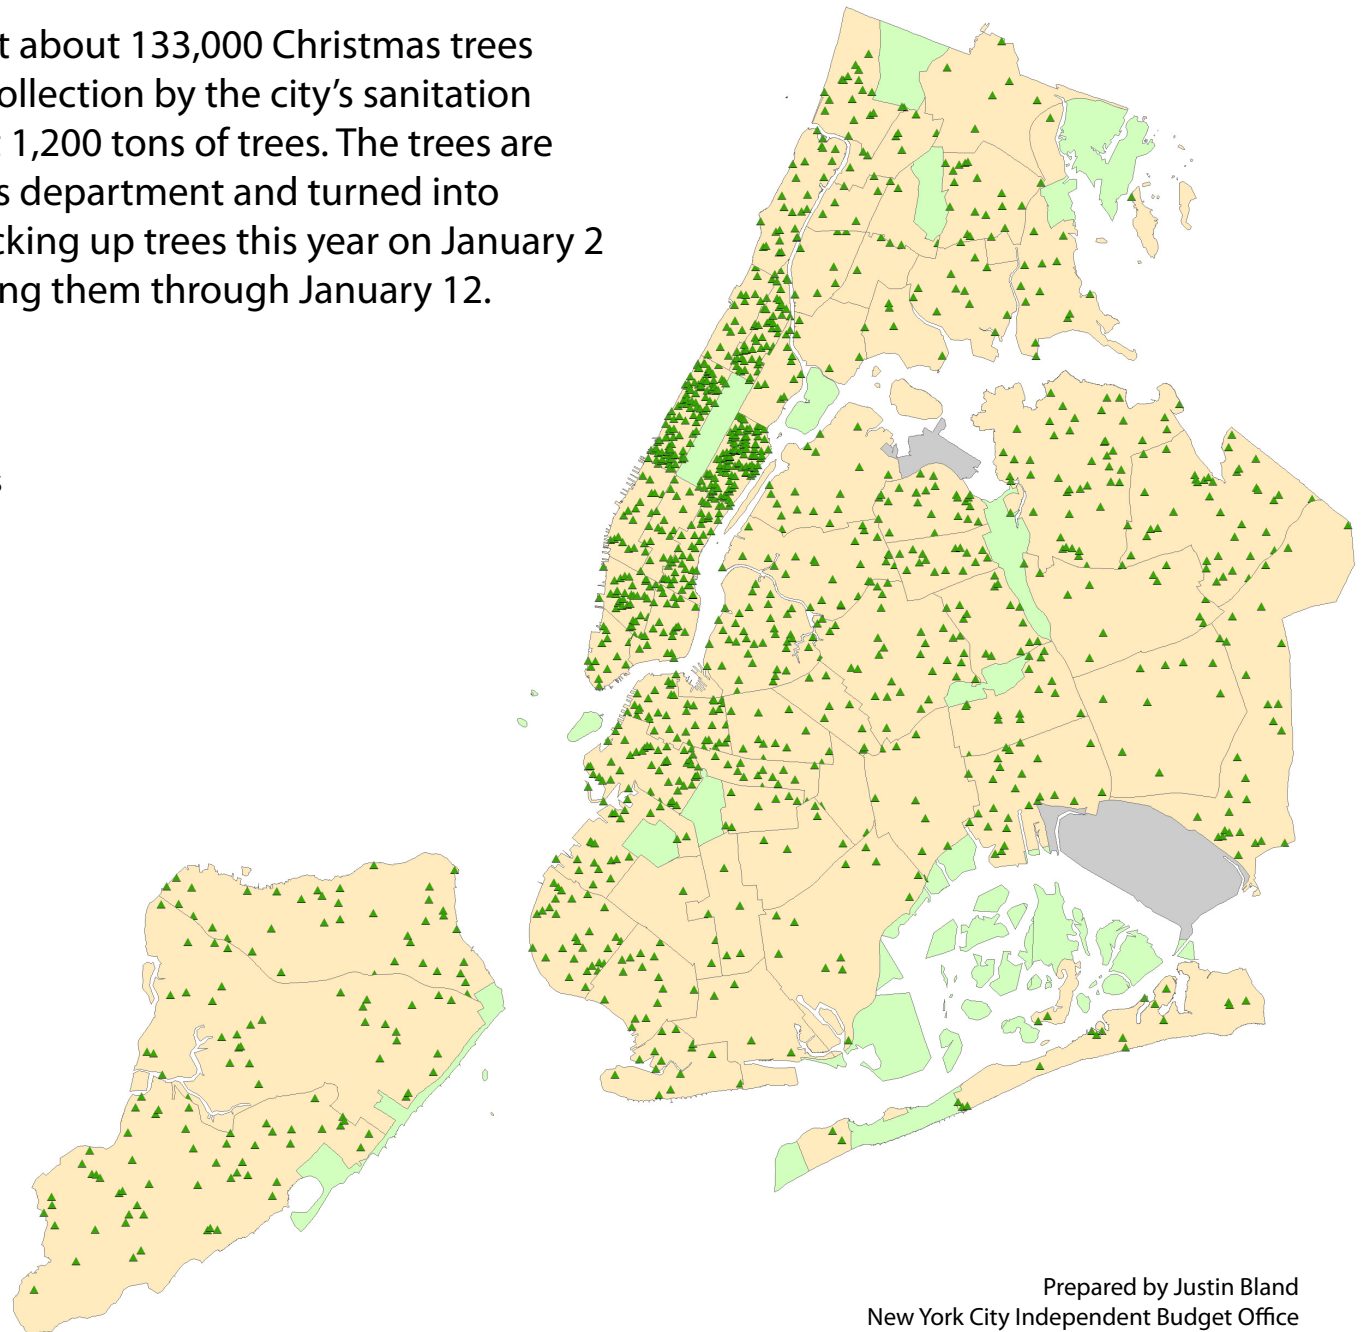 t about 133,000 Christmas trees
ollection by the city's sanitation
t 1,200 tons of trees. The trees are
s department and turned into
cking up trees this year on January 2
ing them through January 12.
s
Prepared by Justin Bland
New York City Independent Budget Office